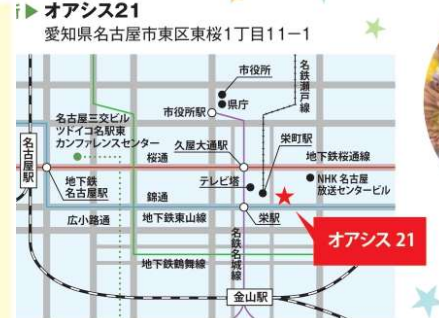 ▶ オアシス21
愛知県名古屋市東区東桜1丁目11−1
市役所
名鉄瀬戸線
県庁
市役所駅
名古屋三交ビル
ツドイコ名駅東
カンファレンスセンター
久屋大通駅
栄町駅
名古屋駅
桜通
地下鉄桜通線
地下鉄
名古屋駅
テレビ塔
NHK 名古屋
放送センタービル
錦通
広小路通
地下鉄東山線
栄駅
オアシス 21
名鉄名城線
地下鉄鶴舞線
金山駅